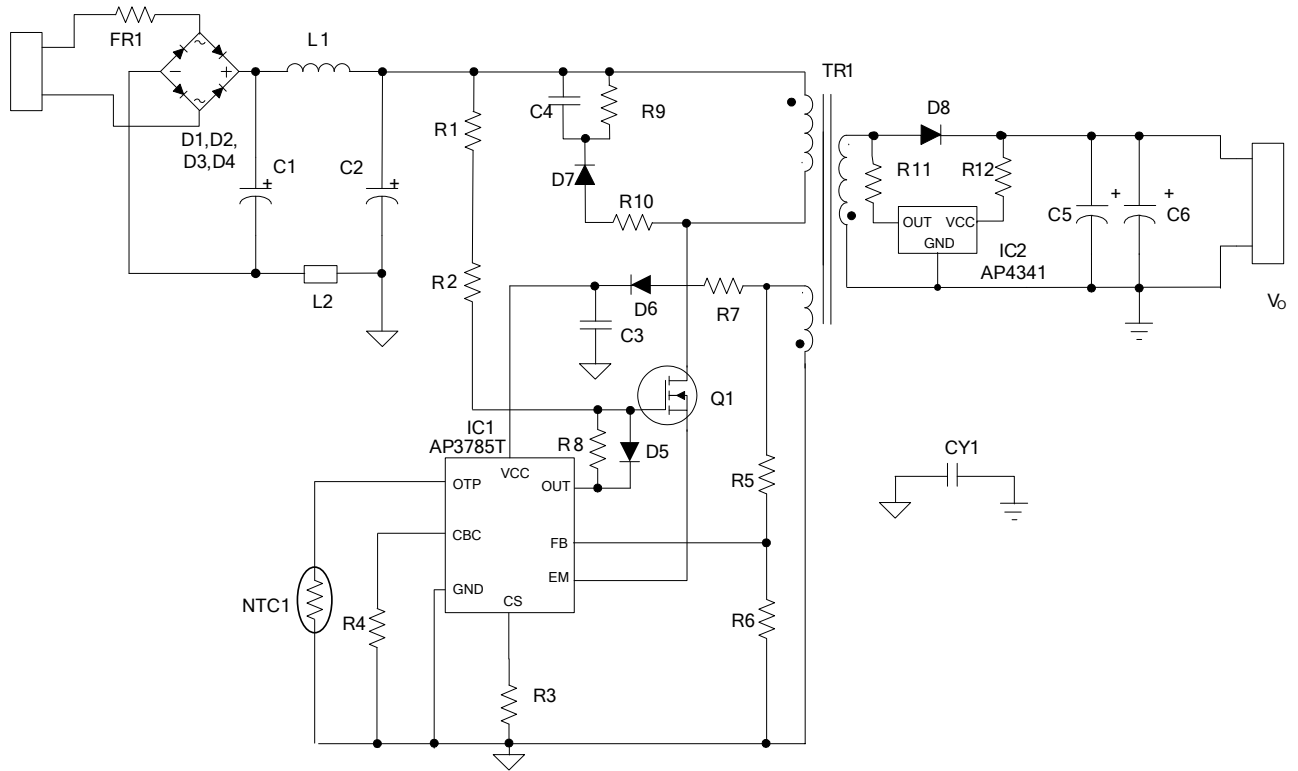 FR1
L1
TR1
D1,D2,
D3,D4
C1
C2
L2
R1
R2
C4
R9
D7
R10
D6
R7
C3
Q1
D8
R11
R12
OUT
VCC
GND
IC2
AP4341
C5
C6
VO
IC1
AP3785T
VCC
OTP
OUT
CBC
FB
EM
GND
CS
R8
D5
R5
R6
CY1
NTC1
R4
R3